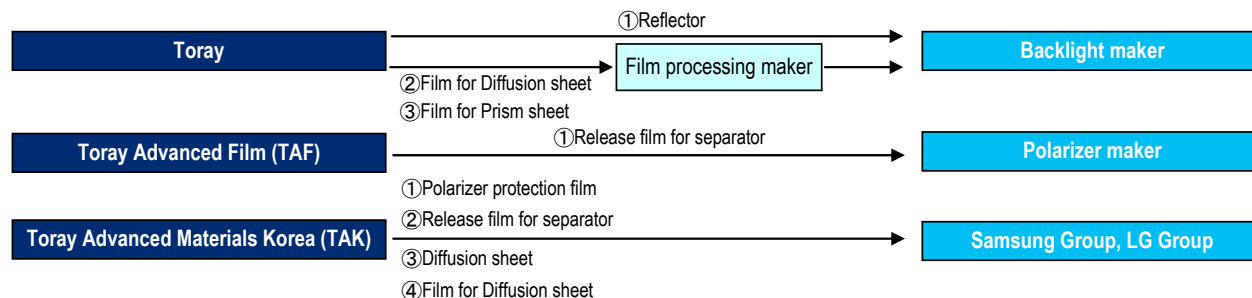 ①Reflector
Toray
Film processing maker
Backlight maker
②Film for Diffusion sheet
③Film for Prism sheet
①Release film for separator
Toray Advanced Film (TAF)
Polarizer maker
①Polarizer protection film
②Release film for separator
Toray Advanced Materials Korea (TAK)
Samsung Group, LG Group
③Diffusion sheet
④Film for Diffusion sheet